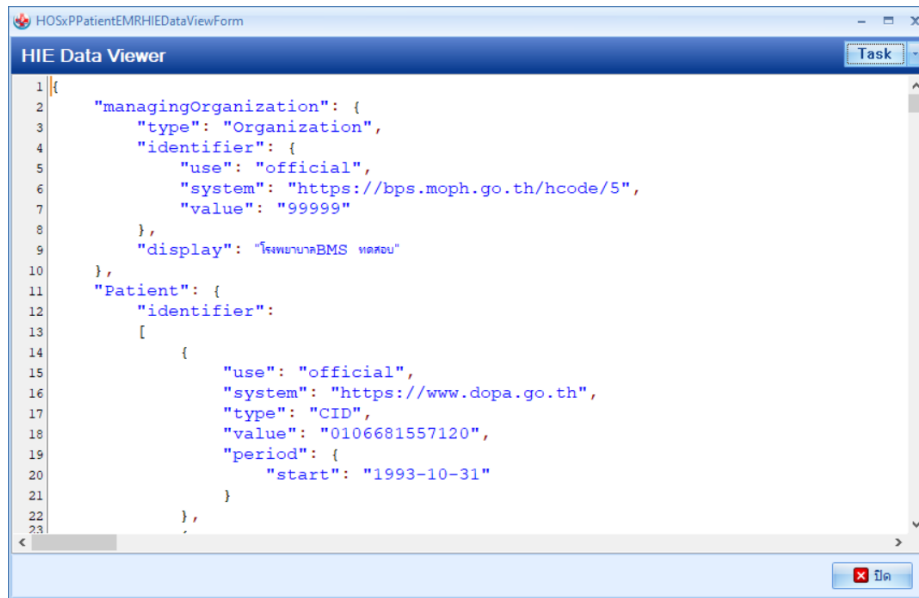 HOSxPPatientEMRHIEDataViewForm
HIE Data Viewer
Task
1 {
2 "managingOrganization": {
3 "type": "Organization",
4 "identifier": {
5 "use": "official",
6 "system": "https://bps.moph.go.th/hcode/5",
7 "value": "99999"
8 },
9 "display": "โรงพยาบาลBMS ทดสอบ"
10 },
11 "Patient": {
12 "identifier":
13 [
14 {
15 "use": "official",
16 "system": "https://www.dopa.go.th",
17 "type": "CID",
18 "value": "0106681557120",
19 "period": {
20 "start": "1993-10-31"
21 }
22 },
23
ปิด